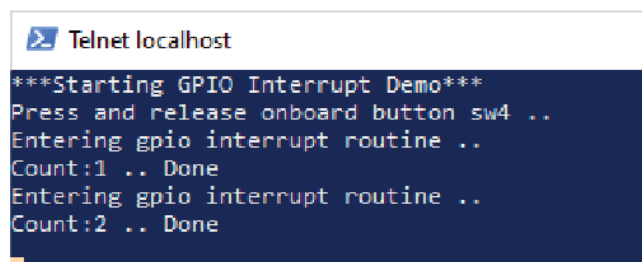 Telnet localhost
***Starting GPIO Interrupt Demo***
Press and release onboard button sw4 ..
Entering gpio interrupt routine ..
Count:1 .. Done
Entering gpio interrupt routine ..
Count:2 .. Done